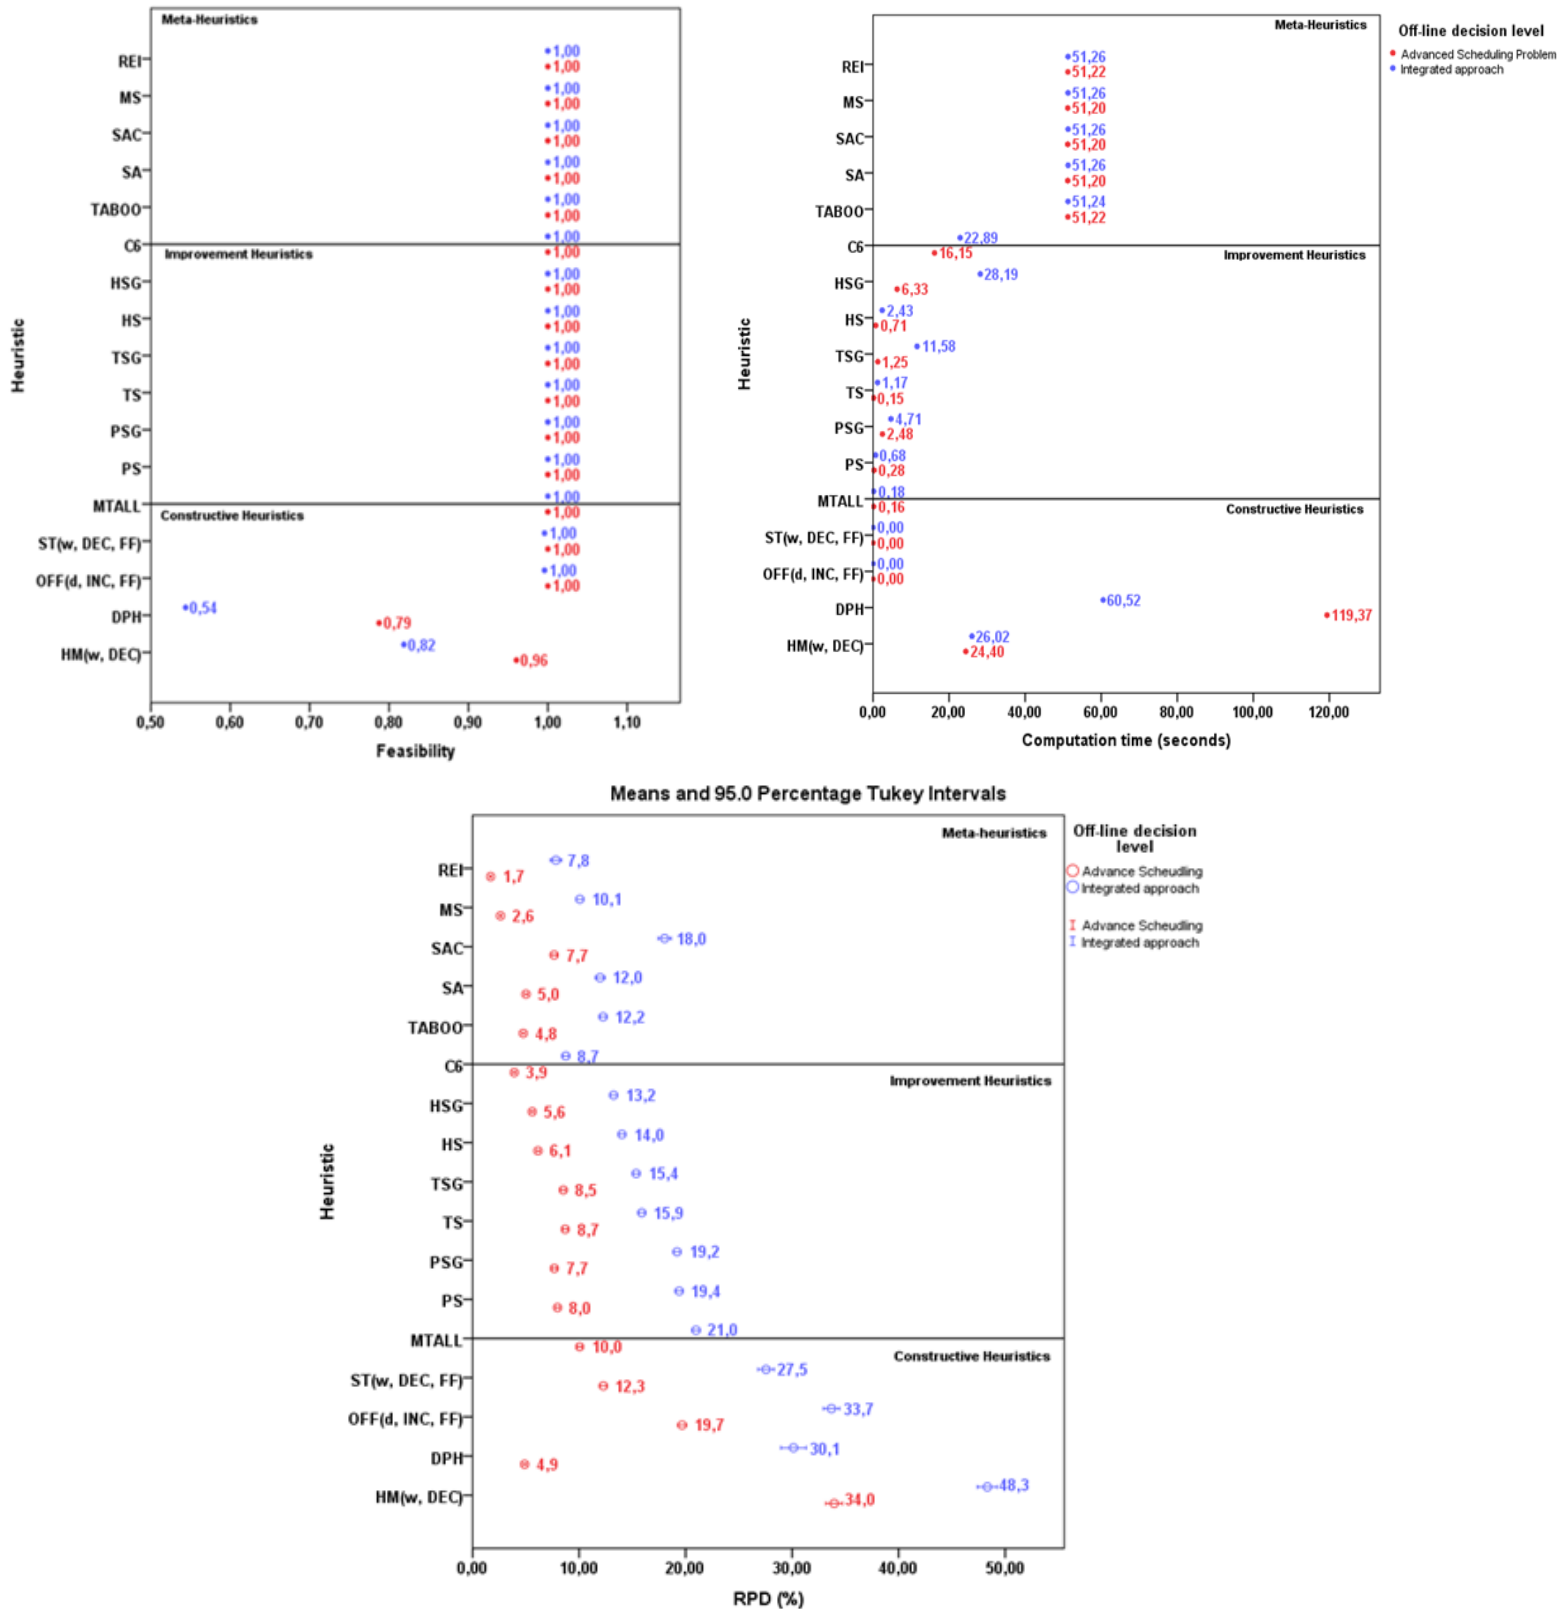 Meta-Heuristics
REI
1,00
1,00
MS
1,00
1,00
SAC
1,00
1,00
SA
1,00
1,00
TABOO
1,00
1,00
C6
1,00
1,00
Improvement Heuristics
HSG
1,00
1,00
HS
1,00
1,00
TSG
1,00
1,00
TS
1,00
1,00
PSG
1,00
1,00
PS
1,00
1,00
MTALL
1,00
1,00
Constructive Heuristics
ST(w, DEC, FF)
1,00
1,00
OFF(d, INC, FF)
1,00
1,00
DPH
0,54
0,79
HM(w, DEC)
0,82
0,96
Heuristic
0,50 0,60 0,70 0,80 0,90 1,00 1,10
Feasibility
Meta-Heuristics
REI
51,26
51,22
MS
51,26
51,20
SAC
51,26
51,20
SA
51,26
51,20
TABOO
51,24
51,22
C6
22,89
16,15
Improvement Heuristics
HSG
28,19
6,33
HS
2,43
0,71
TSG
11,58
1,25
TS
1,17
0,15
PSG
4,71
2,48
PS
0,68
0,28
MTALL
0,18
0,16
Constructive Heuristics
ST(w, DEC, FF)
0,00
0,00
OFF(d, INC, FF)
0,00
0,00
DPH
60,52
119,37
HM(w, DEC)
26,02
24,40
Heuristic
0,00 20,00 40,00 60,00 80,00 100,00 120,00
Computation time (seconds)
Off-line decision level
Advanced Scheduling Problem
Integrated approach
Means and 95.0 Percentage Tukey Intervals
Meta-heuristics
REI
7,8
1,7
MS
10,1
2,6
SAC
18,0
7,7
SA
12,0
5,0
TABOO
12,2
4,8
C6
8,7
3,9
Improvement Heuristics
HSG
13,2
5,6
HS
14,0
6,1
TSG
15,4
8,5
TS
15,9
8,7
PSG
19,2
7,7
PS
19,4
8,0
MTALL
21,0
10,0
Constructive Heuristics
ST(w, DEC, FF)
27,5
12,3
OFF(d, INC, FF)
33,7
19,7
DPH
30,1
4,9
HM(w, DEC)
48,3
34,0
Heuristic
0,00 10,00 20,00 30,00 40,00 50,00
RPD (%)
Off-line decision
level
Advance Scheudling
Integrated approach
Advance Scheudling
Integrated approach